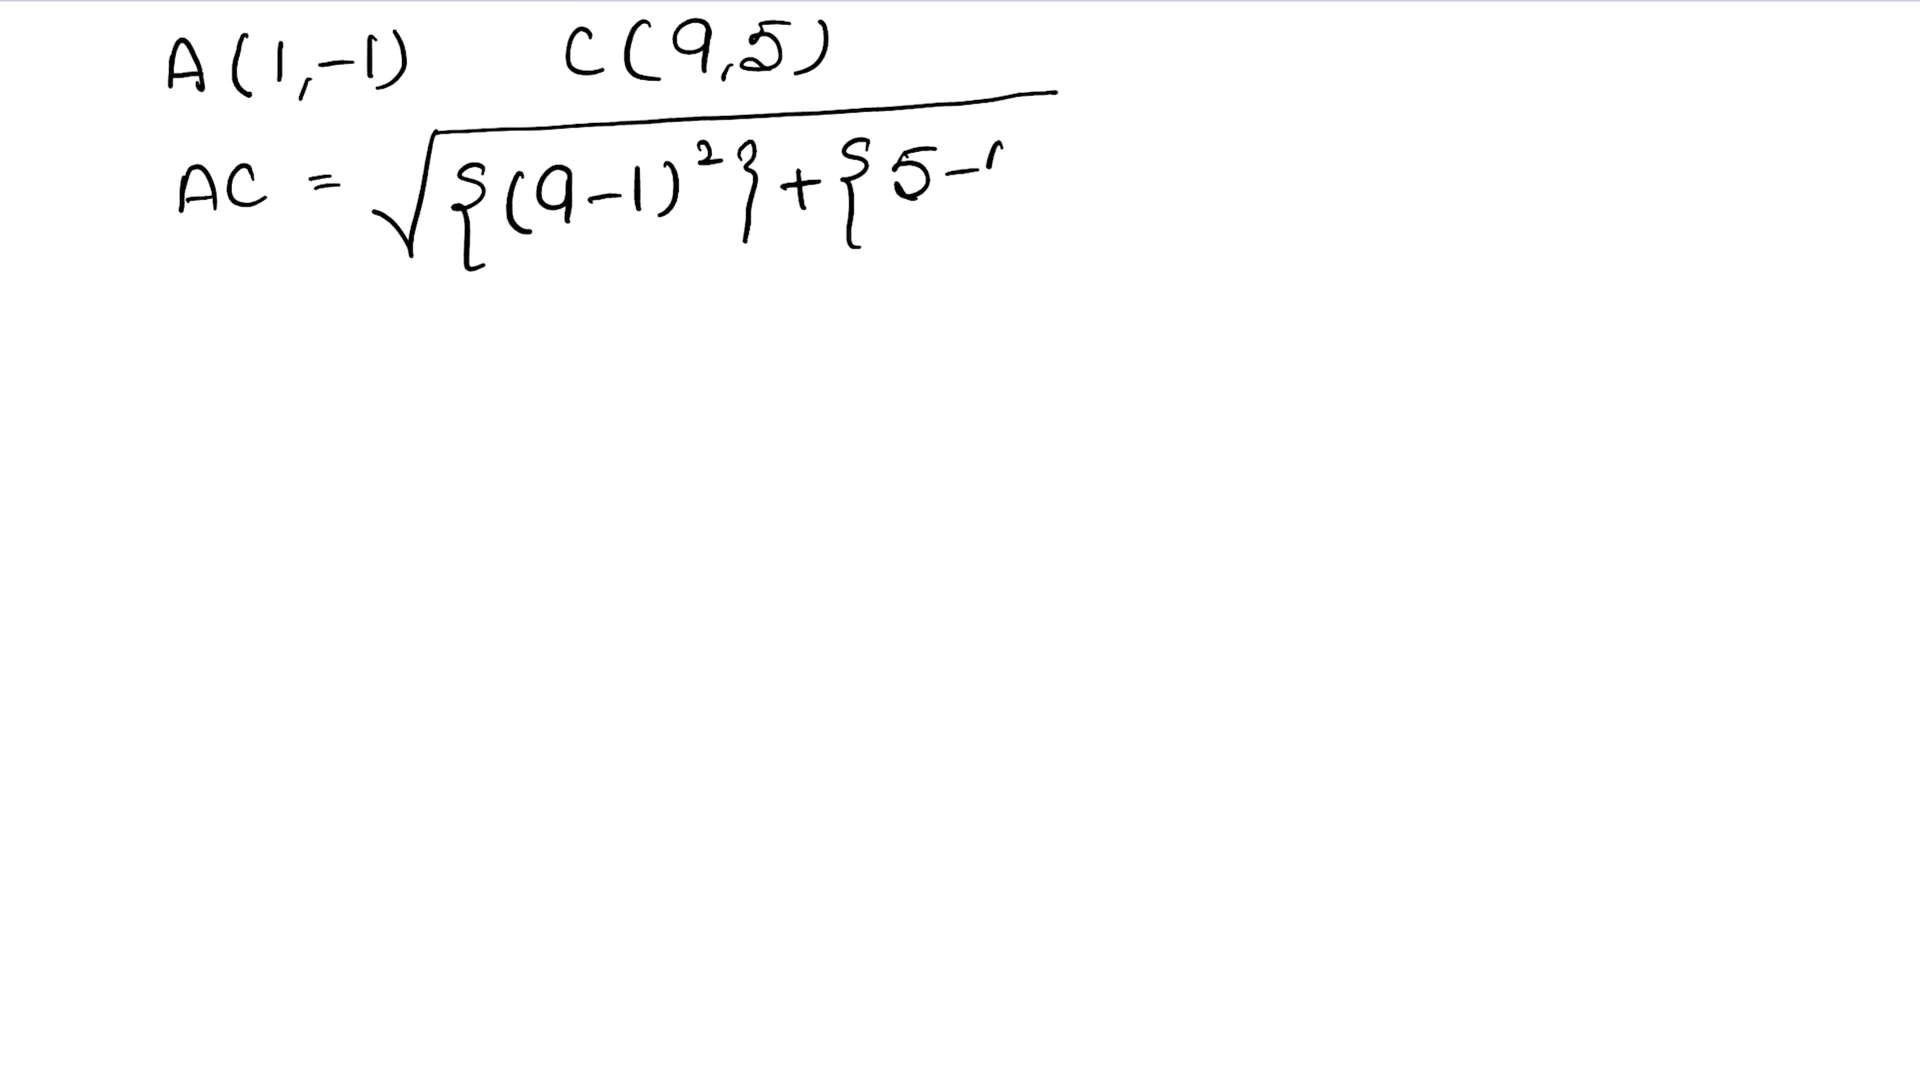 A(1,-1) C(9,5)
AC = √{(9-1)²}+{5-(